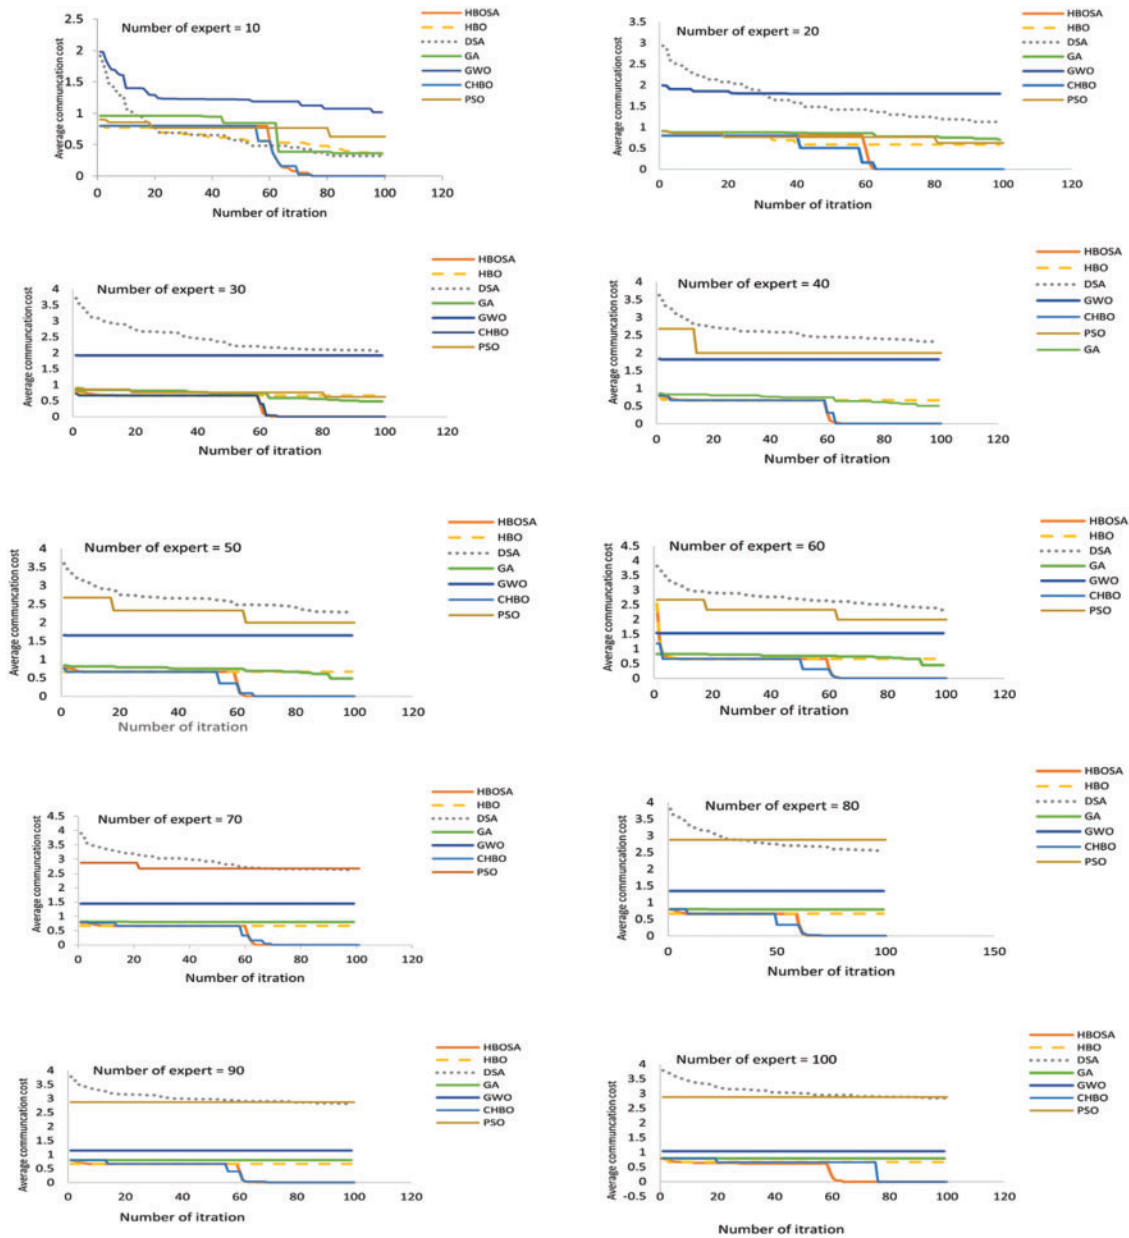 Number of expert = 10
Average communcation cost
2.5
2
1.5
1
0.5
0
0
20
40
60
80
100
120
Number of itration
HBOSA
HBO
DSA
GA
GWO
CHBO
PSO
Number of expert = 20
Average communcation cost
3.5
3
2.5
2
1.5
1
0.5
0
0
20
40
60
80
100
120
Number of itration
HBOSA
HBO
DSA
GA
GWO
CHBO
PSO
Number of expert = 30
Average communcation cost
4
3.5
3
2.5
2
1.5
1
0.5
0
0
20
40
60
80
100
120
Number of itration
HBOSA
HBO
DSA
GA
GWO
CHBO
PSO
Number of expert = 40
Average communcation cost
4
3.5
3
2.5
2
1.5
1
0.5
0
0
20
40
60
80
100
120
Number of itration
HBOSA
HBO
DSA
GWO
CHBO
PSO
GA
Number of expert = 50
Average communcation cost
4
3.5
3
2.5
2
1.5
1
0.5
0
0
20
40
60
80
100
120
Number of itration
HBOSA
HBO
DSA
GA
GWO
CHBO
PSO
Number of expert = 60
Average communcation cost
4.5
4
3.5
3
2.5
2
1.5
1
0.5
0
0
20
40
60
80
100
120
Number of itration
HBOSA
HBO
DSA
GA
GWO
CHBO
PSO
Number of expert = 70
Average communcation cost
4.5
4
3.5
3
2.5
2
1.5
1
0.5
0
0
20
40
60
80
100
120
Number of itration
HBOSA
HBO
DSA
GA
GWO
CHBO
PSO
Number of expert = 80
Average communcation cost
4
3.5
3
2.5
2
1.5
1
0.5
0
0
50
100
150
Number of itration
HBOSA
HBO
DSA
GA
GWO
CHBO
PSO
Number of expert = 90
Average communcation cost
4
3.5
3
2.5
2
1.5
1
0.5
0
0
20
40
60
80
100
120
Number of itration
HBOSA
HBO
DSA
GA
GWO
CHBO
PSO
Number of expert = 100
Average communcation cost
4
3.5
3
2.5
2
1.5
1
0.5
0
-0.5
0
20
40
60
80
100
120
Number of itration
HBOSA
HBO
DSA
GA
GWO
CHBO
PSO